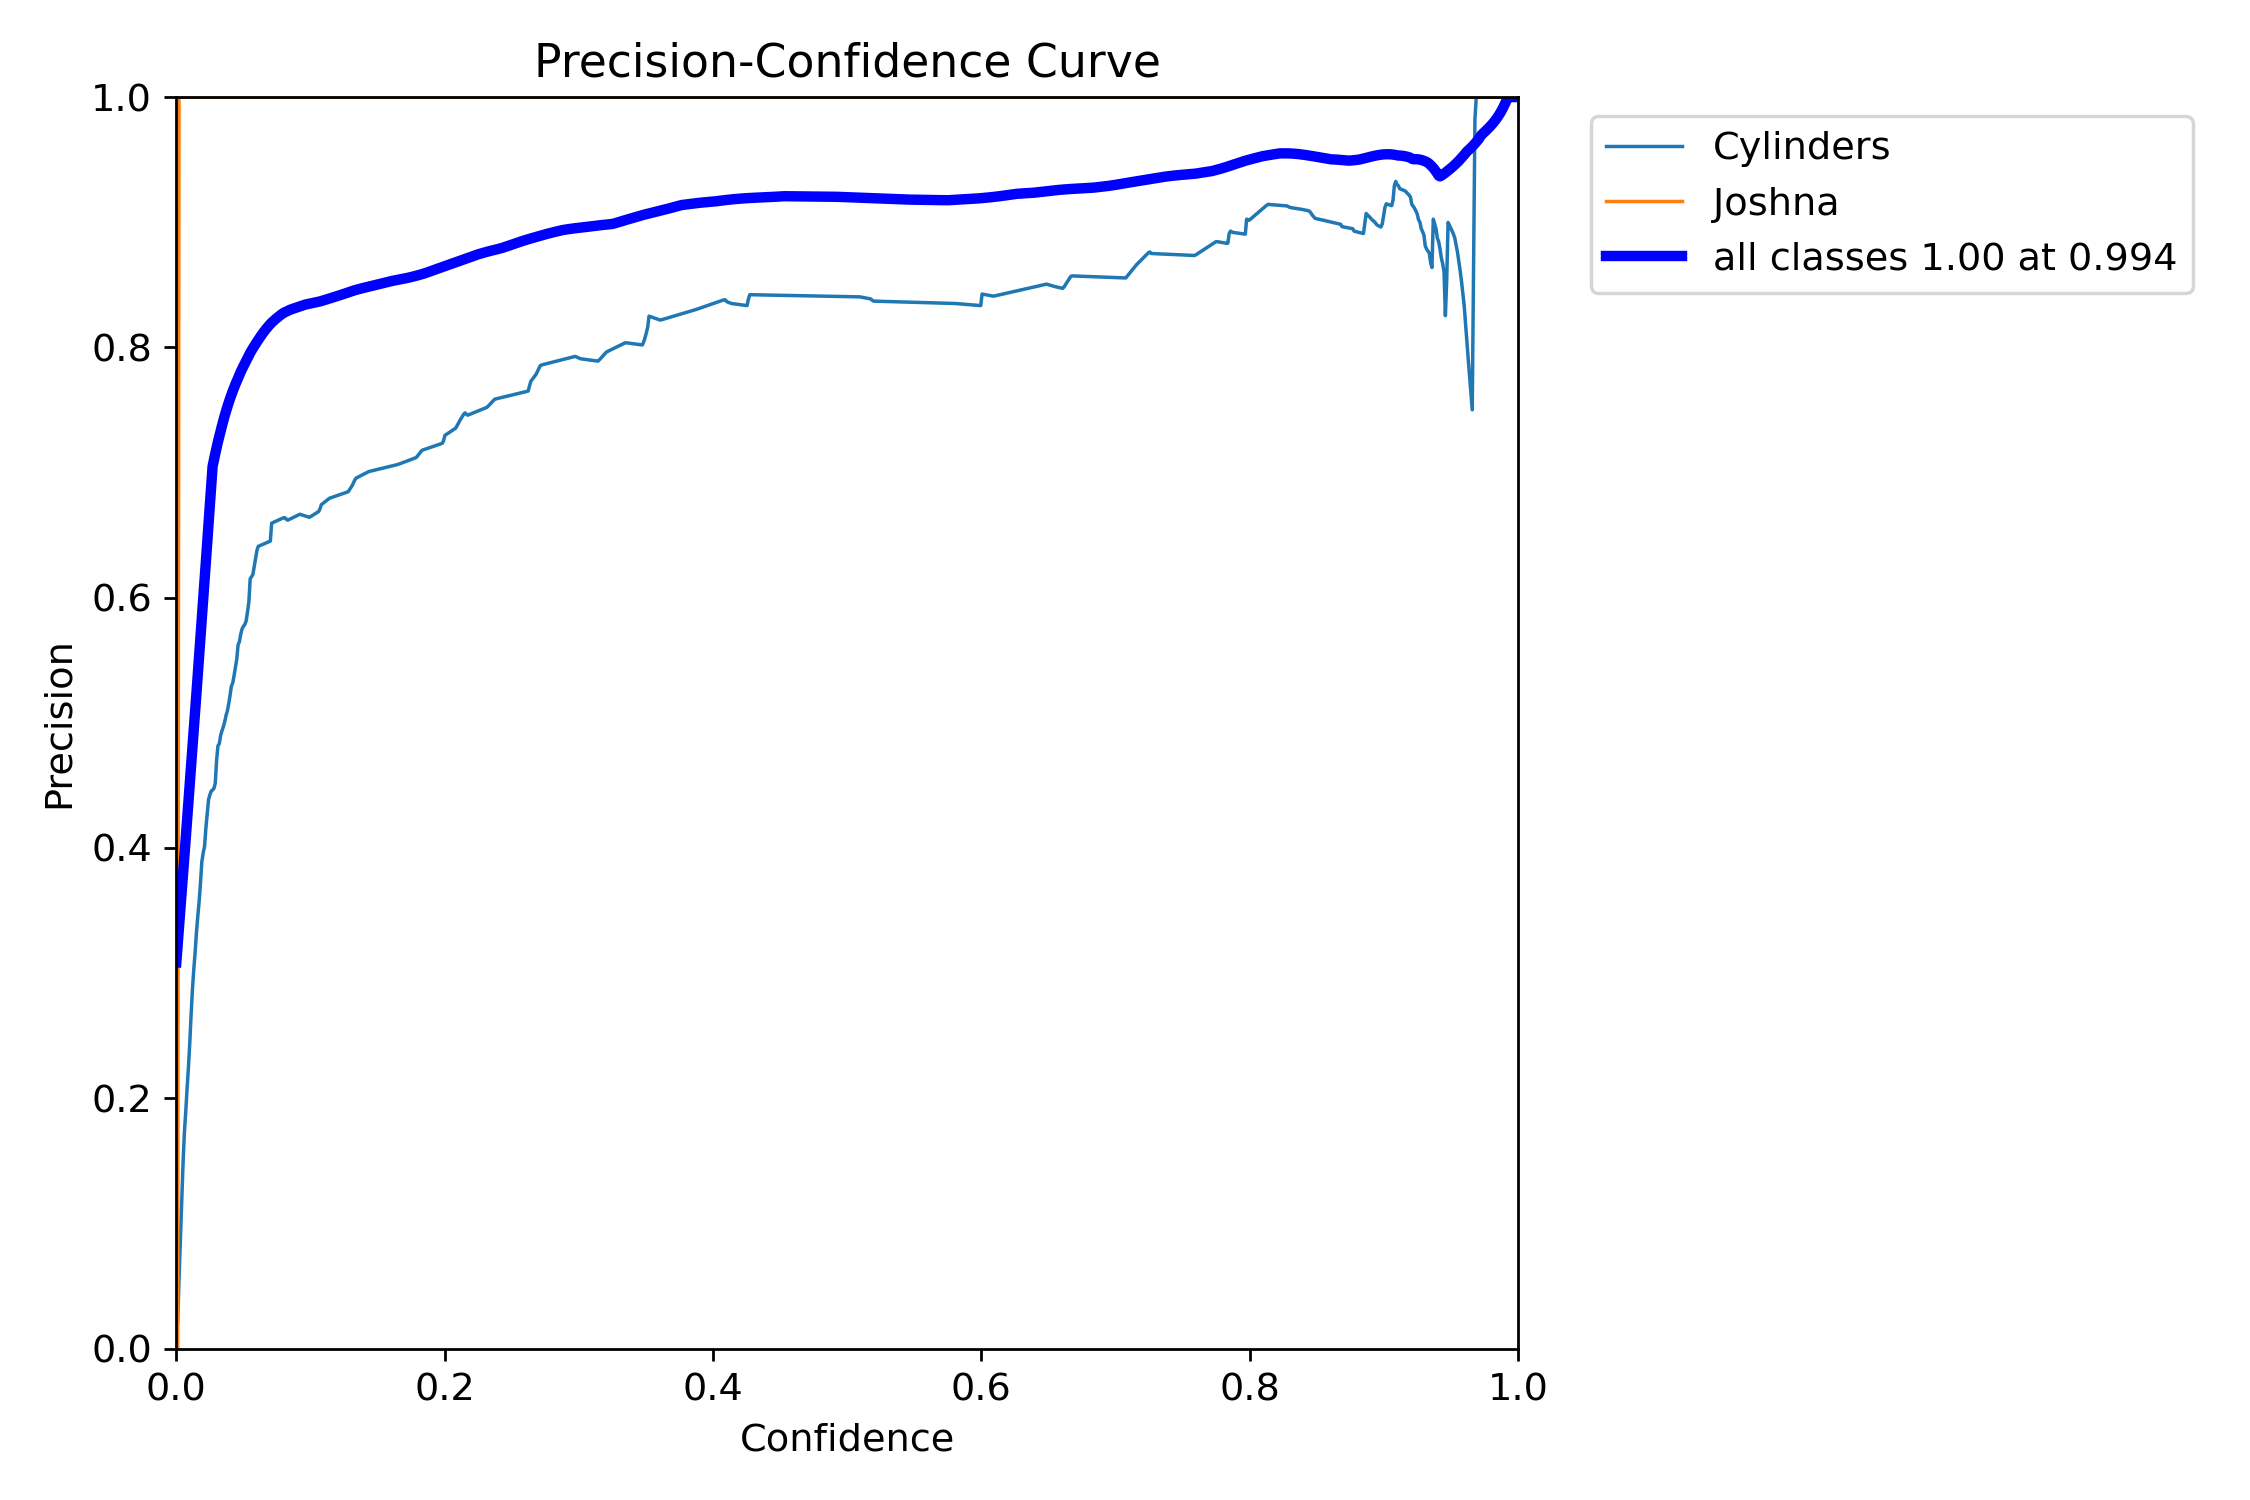 Precision-Confidence Curve
1.0
0.8
0.6
0.4
0.2
0.0
Precision
0.0 0.2 0.4 0.6 0.8 1.0
Confidence
Cylinders
Joshna
all classes 1.00 at 0.994